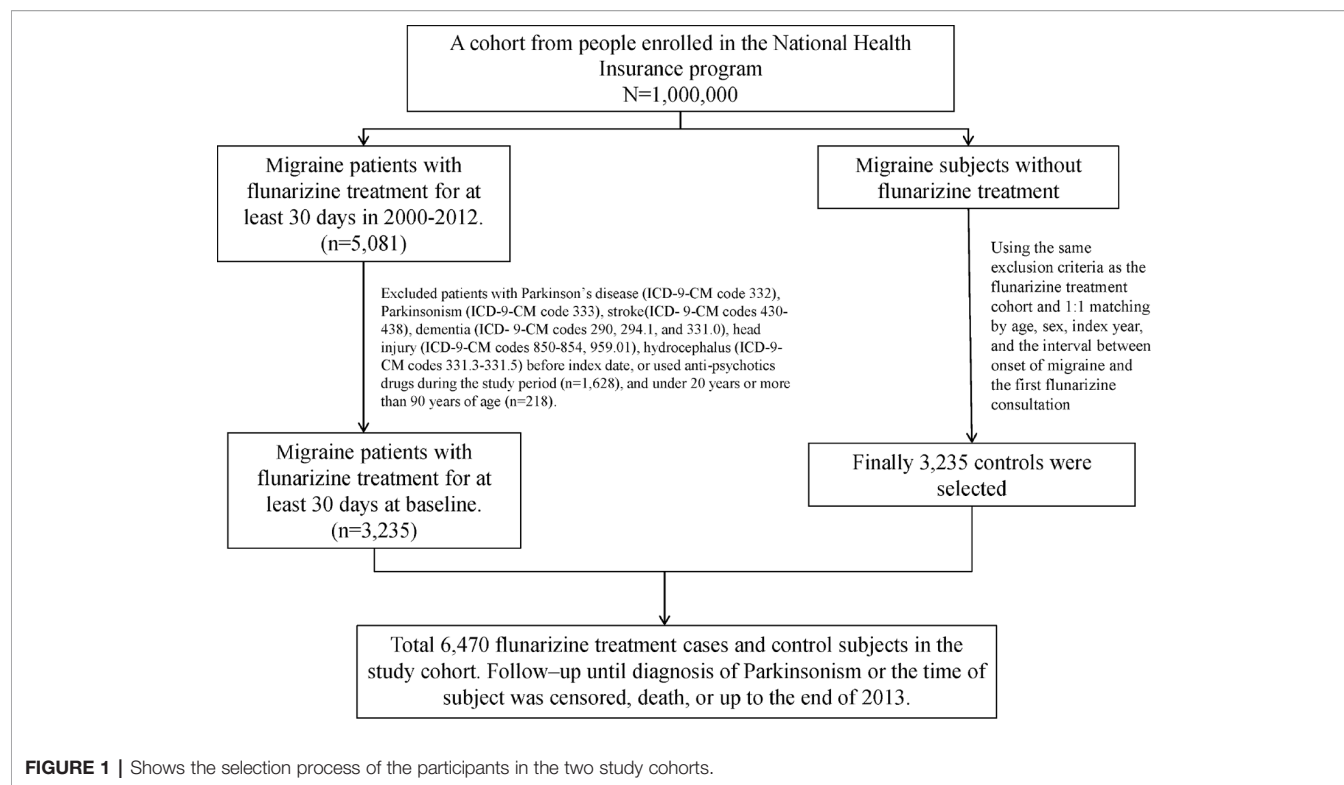 A cohort from people enrolled in the National Health
Insurance program
N=1,000,000
Migraine patients with
flunarizine treatment for at
least 30 days in 2000-2012.
(n=5,081)
Migraine subjects without
flunarizine treatment
Excluded patients with Parkinson`s disease (ICD-9-CM code 332),
Parkinsonism (ICD-9-CM code 333), stroke(ICD- 9-CM codes 430-
438), dementia (ICD- 9-CM codes 290, 294.1, and 331.0), head
injury (ICD-9-CM codes 850-854, 959.01), hydrocephalus (ICD-9-
CM codes 331.3-331.5) before index date, or used anti-psychotics
drugs during the study period (n=1,628), and under 20 years or more
than 90 years of age (n=218).
Using the same
exclusion criteria as the
flunarizine treatment
cohort and 1:1 matching
by age, sex, index year,
and the interval between
onset of migraine and
the first flunarizine
consultation
Migraine patients with
flunarizine treatment for at
least 30 days at baseline.
(n=3,235)
Finally 3,235 controls were
selected
Total 6,470 flunarizine treatment cases and control subjects in the
study cohort. Follow–up until diagnosis of Parkinsonism or the time of
subject was censored, death, or up to the end of 2013.
FIGURE 1 | Shows the selection process of the participants in the two study cohorts.